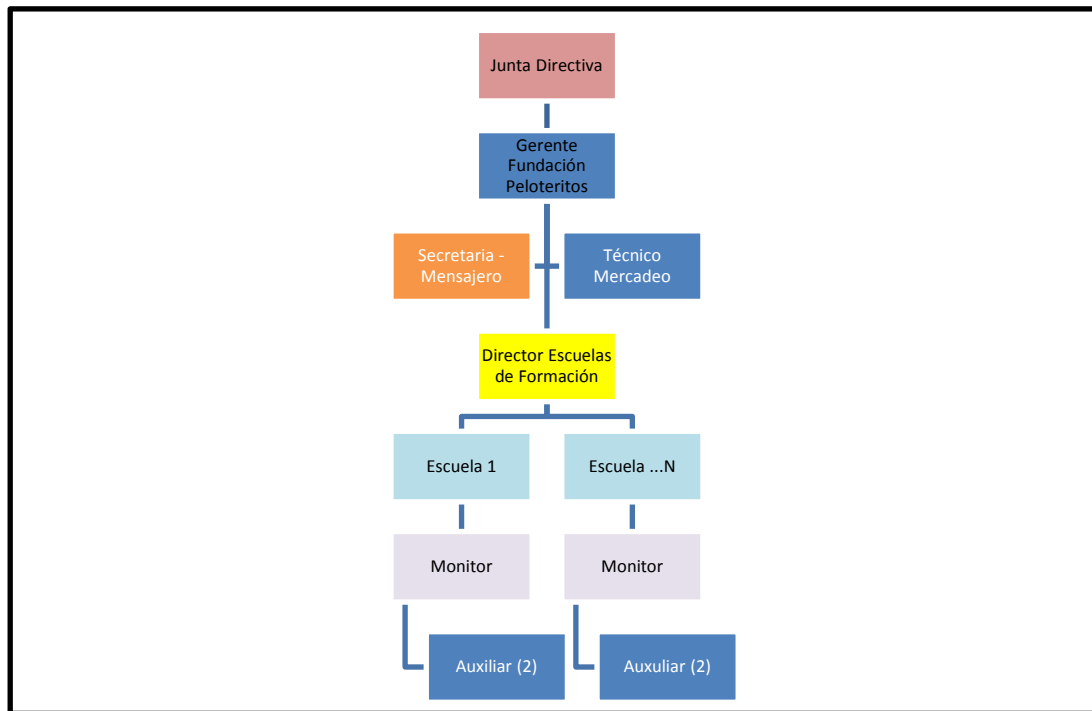 Junta Directiva
Gerente
Fundación
Peloteritos
Secretaria -
Mensajero
Técnico
Mercadeo
Director Escuelas
de Formación
Escuela 1
Escuela ...N
Monitor
Monitor
Auxiliar (2)
Auxuliar (2)